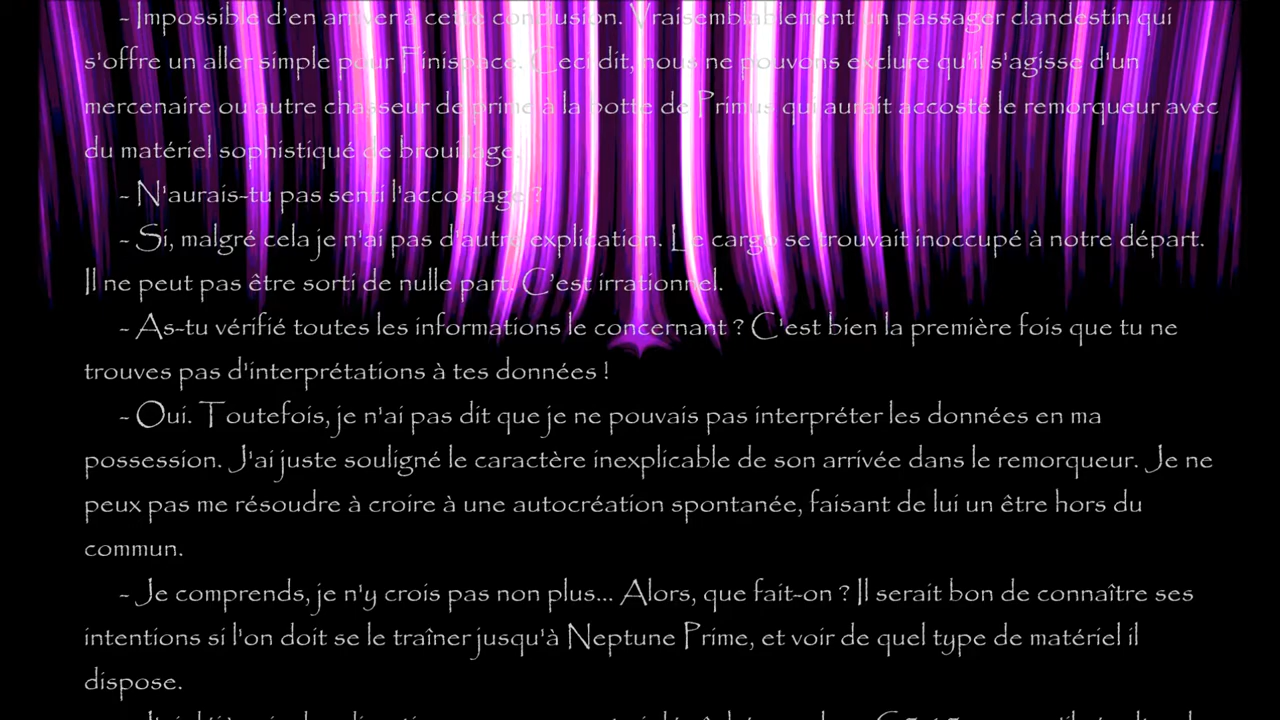 - Impossible d’en arriver à cette conclusion. Vraisemblablement un passager clandestin qui
s'offre un aller simple pour Finispace. Ceci dit, nous ne pouvons exclure qu'il s'agisse d'un
mercenaire ou autre chasseur de prime à la botte de Primus qui aurait accosté le remorqueur avec
du matériel sophistiqué de brouillage.
- N'aurais-tu pas senti l'accostage ?
- Si, malgré cela je n'ai pas d'autre explication. Le cargo se trouvait inoccupé à notre départ.
Il ne peut pas être sorti de nulle part. C’est irrationnel.
- As-tu vérifié toutes les informations le concernant ? C'est bien la première fois que tu ne
trouves pas d'interprétations à tes données !
- Oui. Toutefois, je n'ai pas dit que je ne pouvais pas interpréter les données en ma
possession. J'ai juste souligné le caractère inexplicable de son arrivée dans le remorqueur. Je ne
peux pas me résoudre à croire à une autocréation spontanée, faisant de lui un être hors du
commun.
- Je comprends, je n'y crois pas non plus... Alors, que fait-on ? Il serait bon de connaître ses
intentions si l'on doit se le traîner jusqu'à Neptune Prime, et voir de quel type de matériel il
dispose.